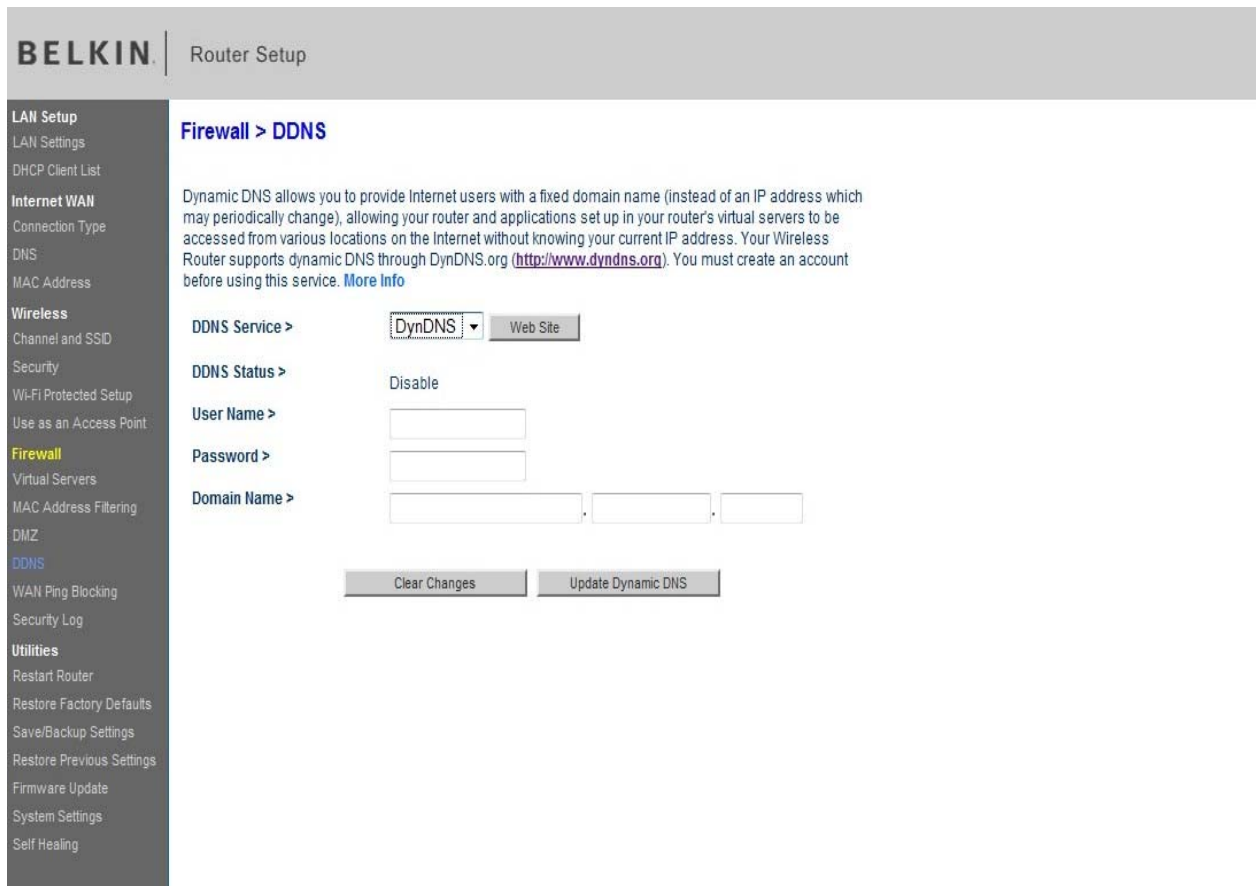 BELKIN.
Router Setup
LAN Setup
LAN Settings
DHCP Client List
Internet WAN
Connection Type
DNS
MAC Address
Wireless
Channel and SSID
Security
Wi-Fi Protected Setup
Use as an Access Point
Firewall
Virtual Servers
MAC Address Filtering
DMZ
DDNS
WAN Ping Blocking
Security Log
Utilities
Restart Router
Restore Factory Defaults
Save/Backup Settings
Restore Previous Settings
Firmware Update
System Settings
Self Healing
Firewall > DDNS
Dynamic DNS allows you to provide Internet users with a fixed domain name (instead of an IP address which
may periodically change), allowing your router and applications set up in your router's virtual servers to be
accessed from various locations on the Internet without knowing your current IP address. Your Wireless
Router supports dynamic DNS through DynDNS.org (http://www.dyndns.org). You must create an account
before using this service. More Info
DDNS Service > DynDNS Web Site
DDNS Status > Disable
User Name >
Password >
Domain Name > . .
Clear Changes Update Dynamic DNS